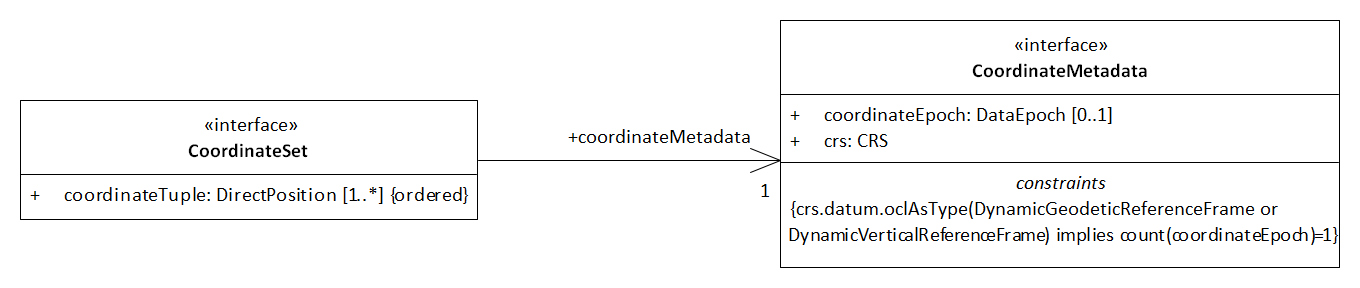 «interface»
CoordinateSet
+ coordinateTuple: DirectPosition [1..*] {ordered}
+coordinateMetadata
1
«interface»
CoordinateMetadata
+ coordinateEpoch: DataEpoch [0..1]
+ crs: CRS
constraints
{crs.datum.oclAsType(DynamicGeodeticReferenceFrame or
DynamicVerticalReferenceFrame) implies count(coordinateEpoch)=1}